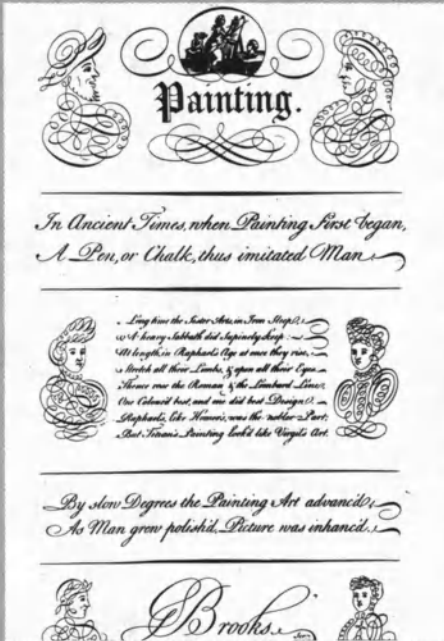 Painting.
In Ancient Times, when Painting first began,
A Pen, or Chalk, thus imitated Man
Long time the Sister Arts, in Iron Sleep,
A heavy Sabbath did supinely keep:
At length, in Raphael's Age at once they rise,
Stretch all their Limbs, & open all their Eyes.
Thence rose the Roman & the Lombard Line,
One Colour'd best, and one did best Design.
Raphael's, like Homer's, was the nobler Part;
But Titian's Painting look'd like Virgil's Art.
By slow Degrees the Painting Art advanc'd,
As Man grew polish'd, Picture was inhanc'd.
Brooks